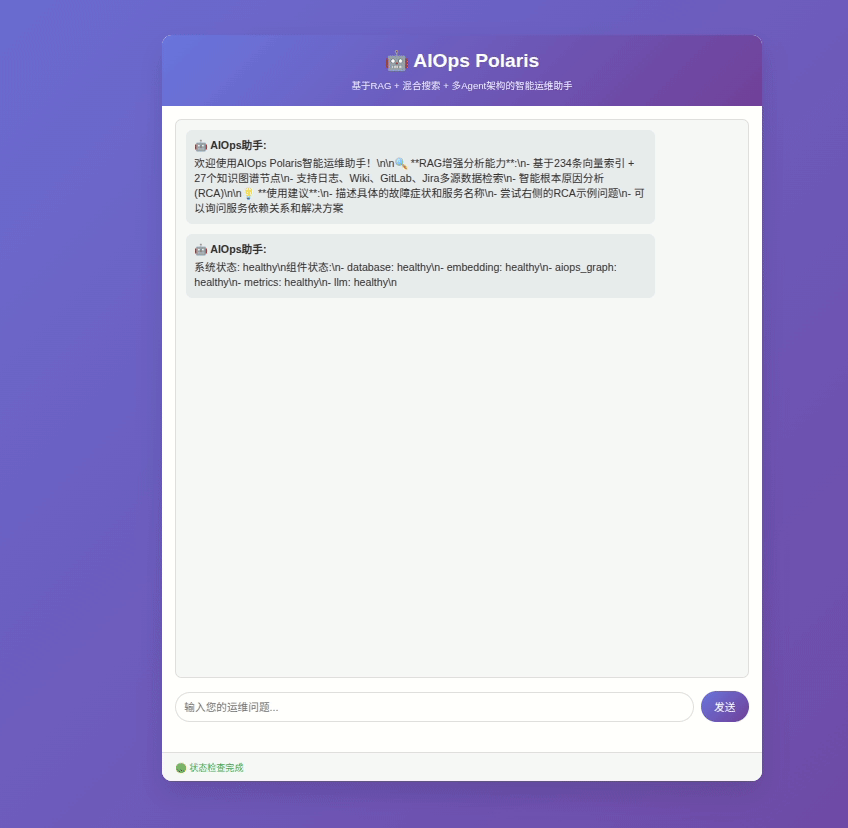 🤖 AIOps Polaris
基于RAG + 混合搜索 + 多Agent架构的智能运维助手
🤖 AIOps助手:
欢迎使用AIOps Polaris智能运维助手！\n\n🔍 **RAG增强分析能力**:\n- 基于234条向量索引 +
27个知识图谱节点\n- 支持日志、Wiki、GitLab、Jira多源数据检索\n- 智能根本原因分析
(RCA)\n\n💡 **使用建议**:\n- 描述具体的故障症状和服务名称\n- 尝试右侧的RCA示例问题\n- 可
以询问服务依赖关系和解决方案
🤖 AIOps助手:
系统状态: healthy\n组件状态:\n- database: healthy\n- embedding: healthy\n- aiops_graph:
healthy\n- metrics: healthy\n- llm: healthy\n
输入您的运维问题...
发送
🟢 状态检查完成